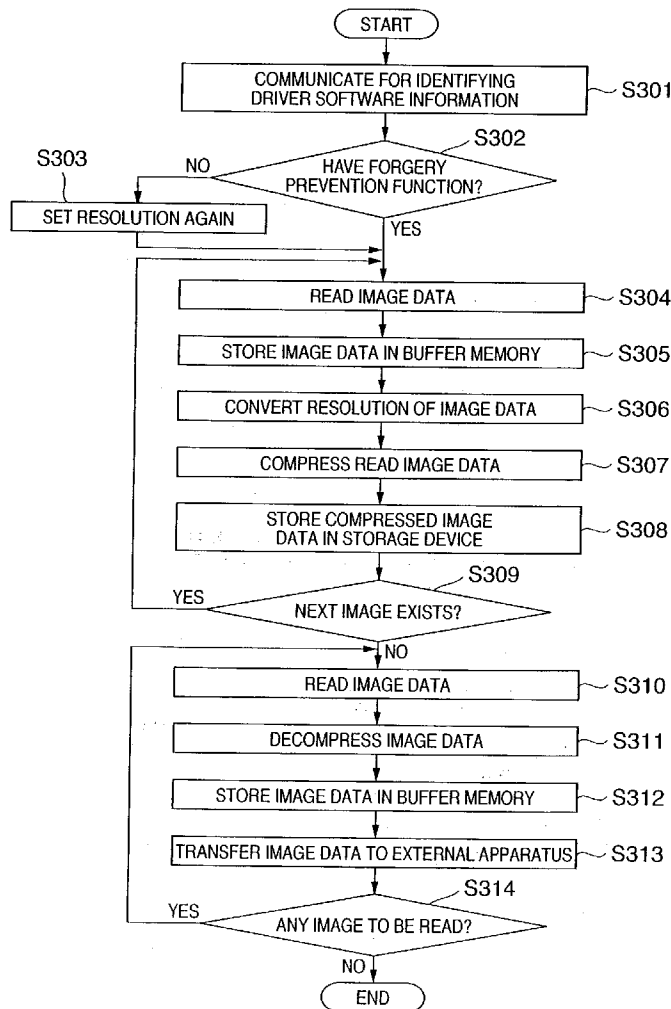 START
COMMUNICATE FOR IDENTIFYING
DRIVER SOFTWARE INFORMATION
S301
S302
HAVE FORGERY
PREVENTION FUNCTION?
NO
S303
SET RESOLUTION AGAIN
YES
READ IMAGE DATA
S304
STORE IMAGE DATA IN BUFFER MEMORY
S305
CONVERT RESOLUTION OF IMAGE DATA
S306
COMPRESS READ IMAGE DATA
S307
STORE COMPRESSED IMAGE
DATA IN STORAGE DEVICE
S308
S309
YES
NEXT IMAGE EXISTS?
NO
READ IMAGE DATA
S310
DECOMPRESS IMAGE DATA
S311
STORE IMAGE DATA IN BUFFER MEMORY
S312
TRANSFER IMAGE DATA TO EXTERNAL APPARATUS
S313
S314
YES
ANY IMAGE TO BE READ?
NO
END